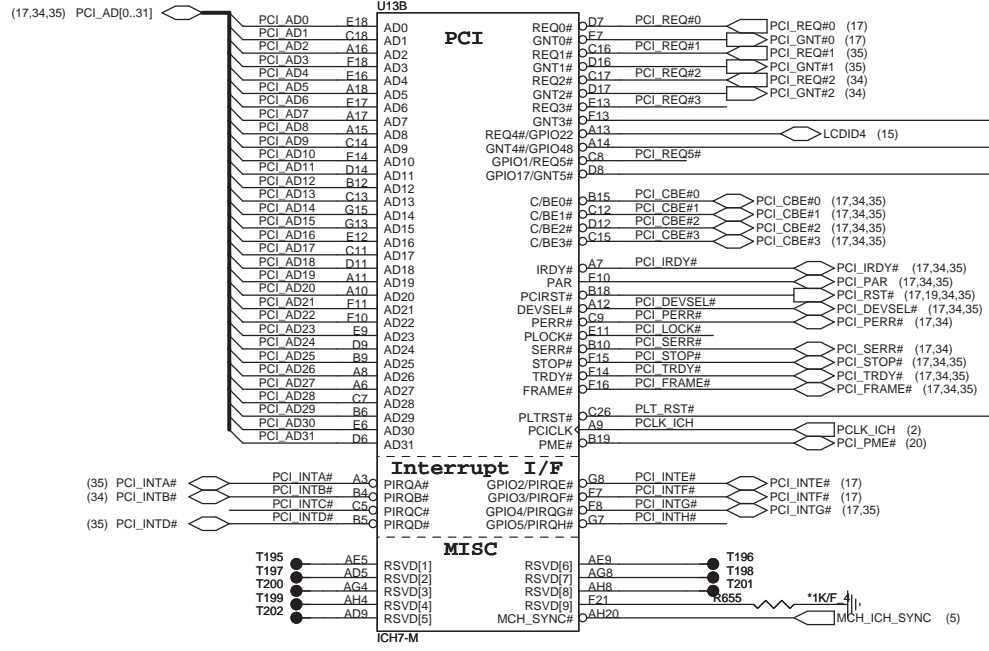 U13B
(17,34,35) PCI_AD[0..31]
PCI
PCI_AD0 E18 AD0
PCI_AD1 C18 AD1
PCI_AD2 A16 AD2
PCI_AD3 F18 AD3
PCI_AD4 E16 AD4
PCI_AD5 A18 AD5
PCI_AD6 E17 AD6
PCI_AD7 A17 AD7
PCI_AD8 A15 AD8
PCI_AD9 C14 AD9
PCI_AD10 E14 AD10
PCI_AD11 D14 AD11
PCI_AD12 B12 AD12
PCI_AD13 C13 AD13
PCI_AD14 G15 AD14
PCI_AD15 G13 AD15
PCI_AD16 E12 AD16
PCI_AD17 C11 AD17
PCI_AD18 D11 AD18
PCI_AD19 A11 AD19
PCI_AD20 A10 AD20
PCI_AD21 F11 AD21
PCI_AD22 F10 AD22
PCI_AD23 E9 AD23
PCI_AD24 D9 AD24
PCI_AD25 B9 AD25
PCI_AD26 A8 AD26
PCI_AD27 A6 AD27
PCI_AD28 C7 AD28
PCI_AD29 B6 AD29
PCI_AD30 E6 AD30
PCI_AD31 D6 AD31
REQ0# D7 PCI_REQ#0 PCI_REQ#0 (17)
GNT0# E7 PCI_GNT#0 (17)
REQ1# C16 PCI_REQ#1 PCI_REQ#1 (35)
GNT1# D16 PCI_GNT#1 (35)
REQ2# C17 PCI_REQ#2 PCI_REQ#2 (34)
GNT2# D17 PCI_GNT#2 (34)
REQ3# E13 PCI_REQ#3
GNT3# F13
REQ4#/GPIO22 A13 LCDID4 (15)
GNT4#/GPIO48 A14
GPIO1/REQ5# C8 PCI_REQ5#
GPIO17/GNT5# D8
C/BE0# B15 PCI_CBE#0 PCI_CBE#0 (17,34,35)
C/BE1# C12 PCI_CBE#1 PCI_CBE#1 (17,34,35)
C/BE2# D12 PCI_CBE#2 PCI_CBE#2 (17,34,35)
C/BE3# C15 PCI_CBE#3 PCI_CBE#3 (17,34,35)
IRDY# A7 PCI_IRDY# PCI_IRDY# (17,34,35)
PAR E10 PCI_PAR (17,34,35)
PCIRST# B18 PCI_RST# (17,19,34,35)
DEVSEL# A12 PCI_DEVSEL# PCI_DEVSEL# (17,34,35)
PERR# C9 PCI_PERR# PCI_PERR# (17,34)
PLOCK# E11 PCI_LOCK#
SERR# B10 PCI_SERR# PCI_SERR# (17,34)
STOP# F15 PCI_STOP# PCI_STOP# (17,34,35)
TRDY# F14 PCI_TRDY# PCI_TRDY# (17,34,35)
FRAME# F16 PCI_FRAME# PCI_FRAME# (17,34,35)
PLTRST# C26 PLT_RST#
PCICLK A9 PCLK_ICH PCLK_ICH (2)
PME# B19 PCI_PME# (20)
Interrupt I/F
(35) PCI_INTA# PCI_INTA# A3 PIRQA#
(34) PCI_INTB# PCI_INTB# B4 PIRQB#
PCI_INTC# C5 PIRQC#
(35) PCI_INTD# PCI_INTD# B5 PIRQD#
GPIO2/PIRQE# G8 PCI_INTE# PCI_INTE# (17)
GPIO3/PIRQF# F7 PCI_INTF# PCI_INTF# (17)
GPIO4/PIRQG# F8 PCI_INTG# PCI_INTG# (17,35)
GPIO5/PIRQH# G7 PCI_INTH#
MISC
T195 AE5 RSVD[1]
T197 AD5 RSVD[2]
T200 AG4 RSVD[3]
T199 AH4 RSVD[4]
T202 AD9 RSVD[5]
RSVD[6] AE9 T196
RSVD[7] AG8 T198
RSVD[8] AH8 T201
RSVD[9] F21 R655 *1K/F_4
MCH_SYNC# AH20 MCH_ICH_SYNC (5)
ICH7-M